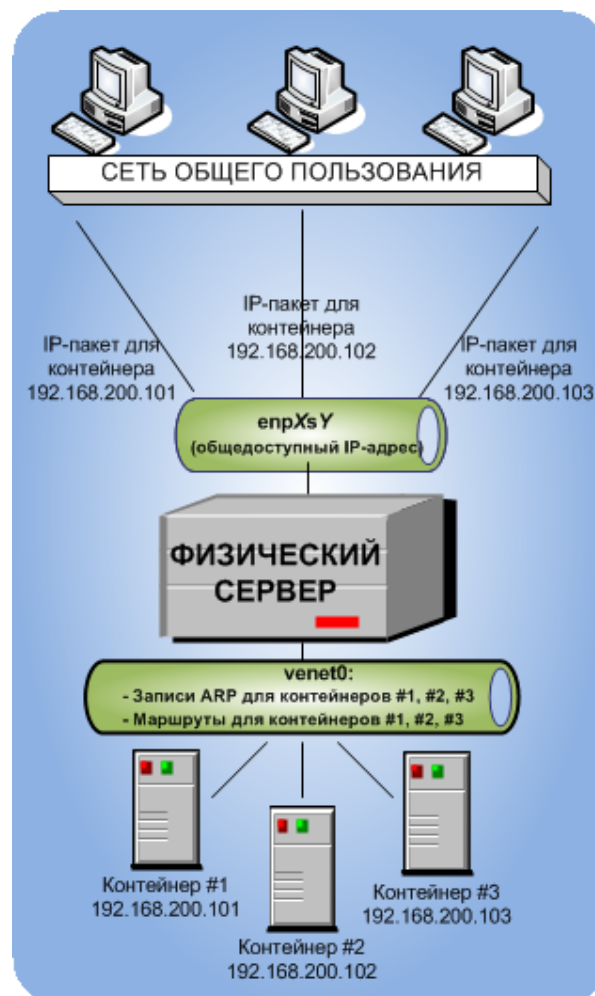 СЕТЬ ОБЩЕГО ПОЛЬЗОВАНИЯ
IP-пакет для
контейнера
192.168.200.101
IP-пакет для
контейнера
192.168.200.102
IP-пакет для
контейнера
192.168.200.103
enpXsY
(общедоступный IP-адрес)
ФИЗИЧЕСКИЙ
СЕРВЕР
venet0:
- Записи ARP для контейнеров #1, #2, #3
- Маршруты для контейнеров #1, #2, #3
Контейнер #1
192.168.200.101
Контейнер #2
192.168.200.102
Контейнер #3
192.168.200.103